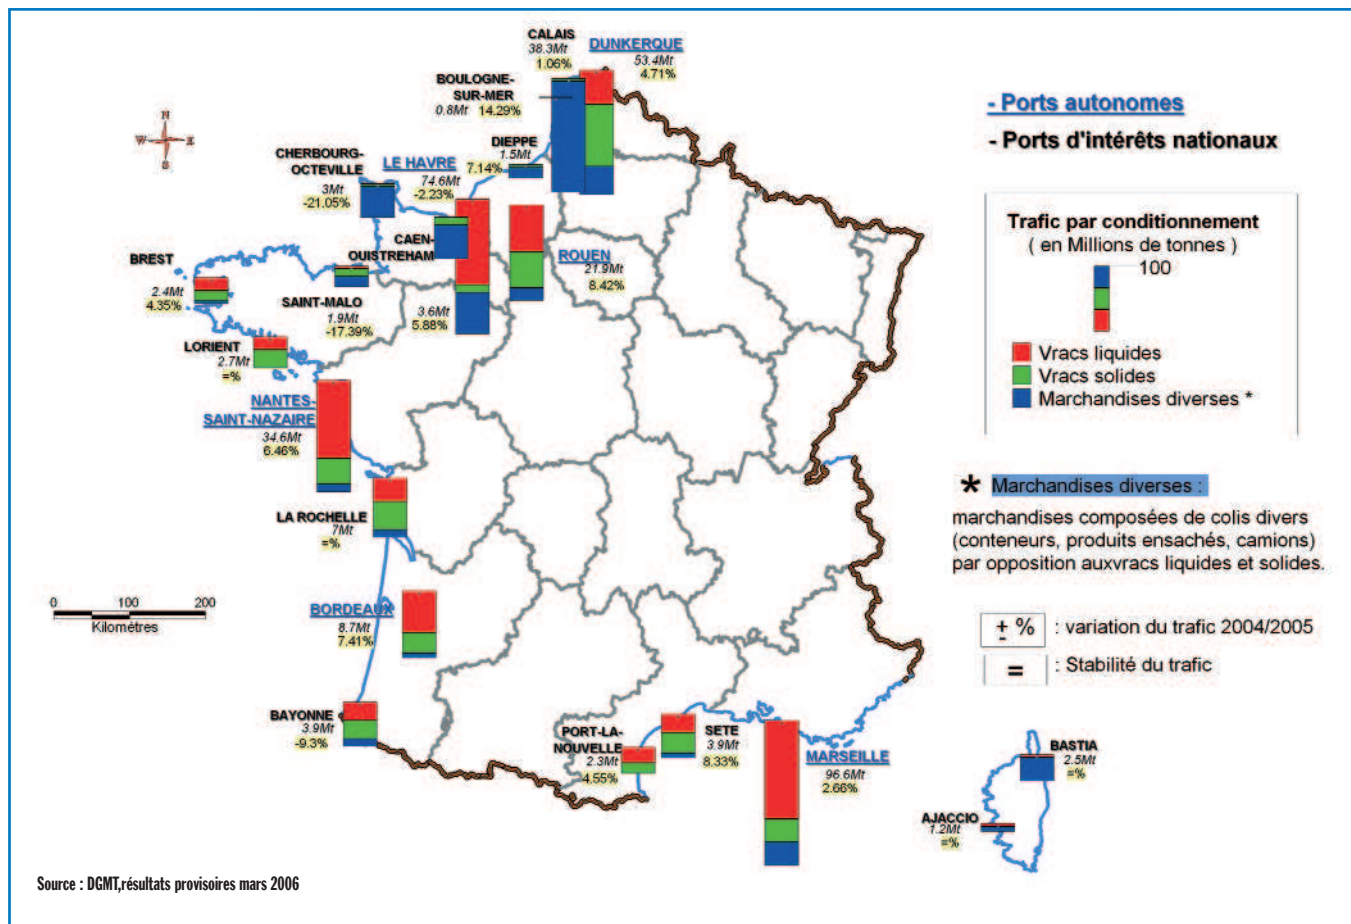 CALAIS
38.3Mt
1.06%
DUNKERQUE
53.4Mt
4.71%
BOULOGNE-
SUR-MER
0.8Mt 14.29%
DIEPPE
1.5Mt
7.14%
N
W
E
S
CHERBOURG-
OCTEVILLE
3Mt
-21.05%
LE HAVRE
74.6Mt
-2.23%
CAEN-
OUISTREHAM
3.6Mt
5.88%
ROUEN
21.9Mt
8.42%
BREST
2.4Mt
4.35%
SAINT-MALO
1.9Mt
-17.39%
LORIENT
2.7Mt
=%
NANTES-
SAINT-NAZAIRE
34.6Mt
6.46%
LA ROCHELLE
7Mt
=%
BORDEAUX
8.7Mt
7.41%
BAYONNE
3.9Mt
-9.3%
PORT-LA-
NOUVELLE
2.3Mt
4.55%
SETE
3.9Mt
8.33%
MARSEILLE
96.6Mt
2.66%
BASTIA
2.5Mt
=%
AJACCIO
1.2Mt
=%
0 100 200
Kilométres
- Ports autonomes
- Ports d'intérêts nationaux
Trafic par conditionnement
( en Millions de tonnes )
100
Vracs liquides
Vracs solides
Marchandises diverses *
* Marchandises diverses :
marchandises composées de colis divers
(conteneurs, produits ensachés, camions)
par opposition auxvracs liquides et solides.
± % : variation du trafic 2004/2005
= : Stabilité du trafic
Source : DGMT,résultats provisoires mars 2006